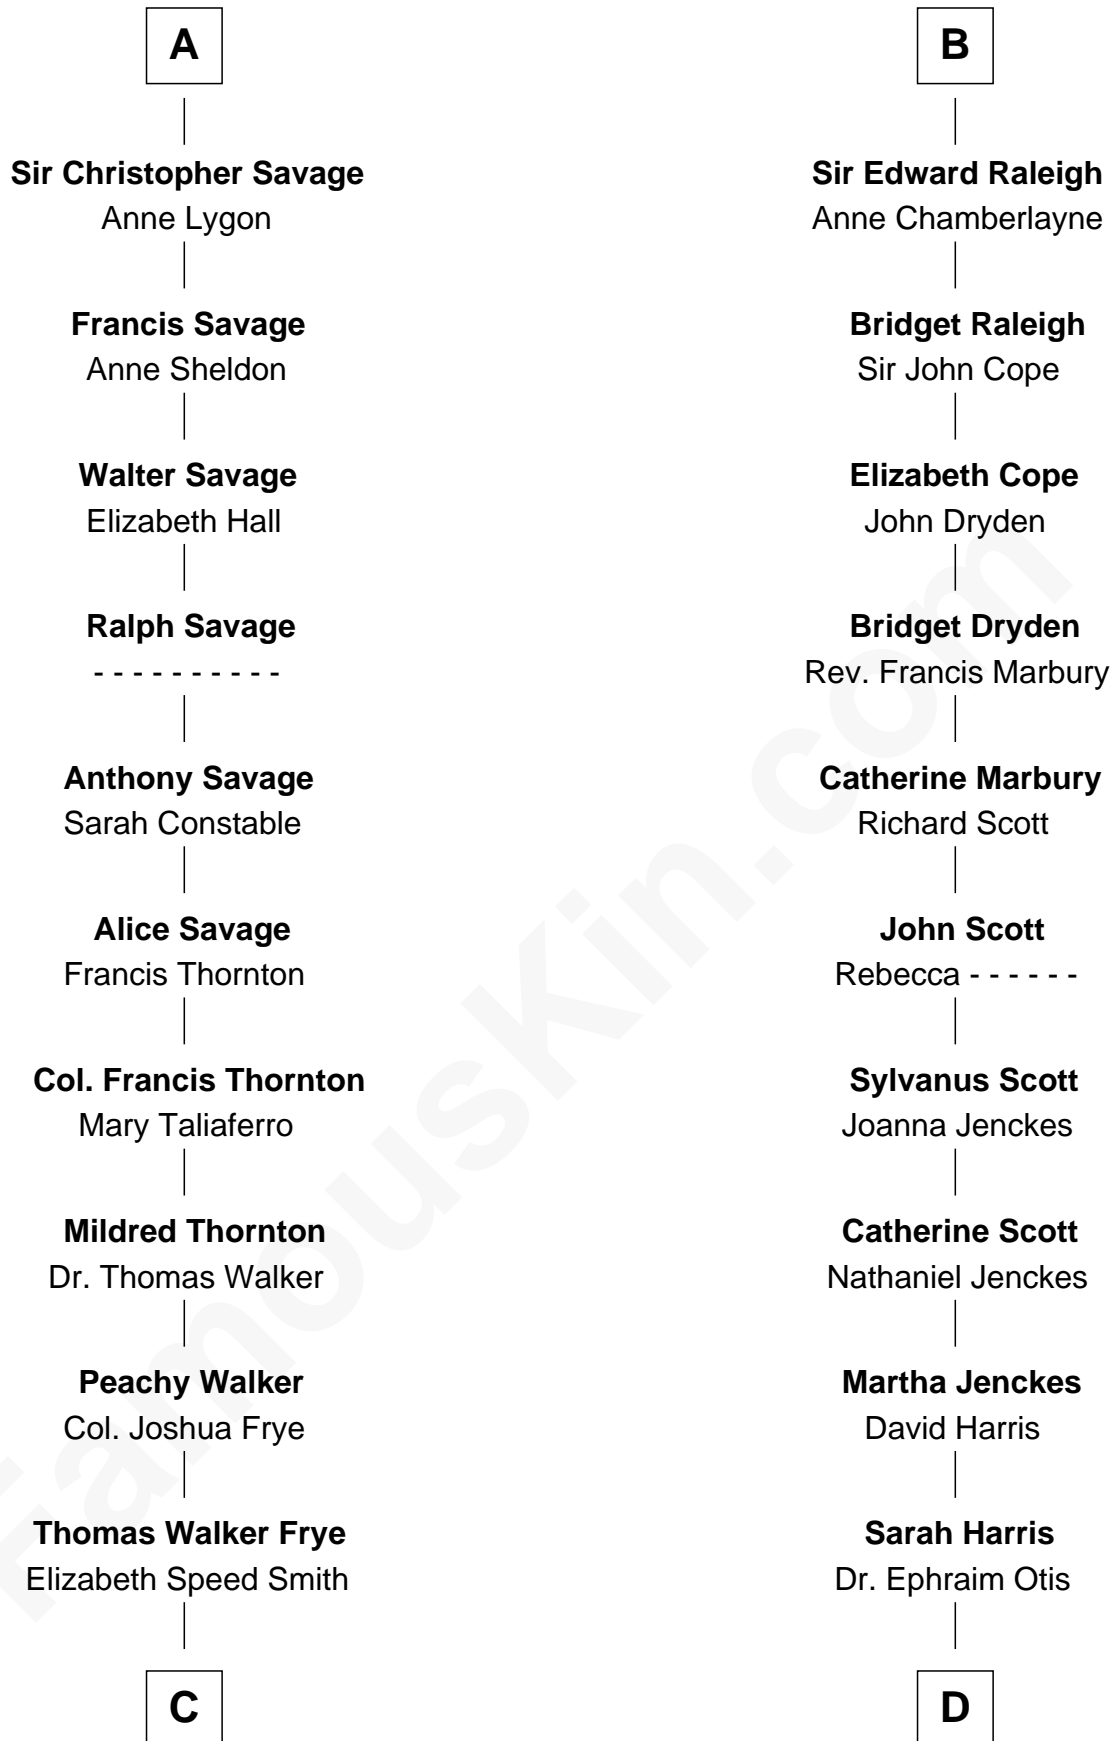 A
Sir Christopher Savage
Anne Lygon
Francis Savage
Anne Sheldon
Walter Savage
Elizabeth Hall
Ralph Savage
- - - - - - - - - -
Anthony Savage
Sarah Constable
Alice Savage
Francis Thornton
Col. Francis Thornton
Mary Taliaferro
Mildred Thornton
Dr. Thomas Walker
Peachy Walker
Col. Joshua Frye
Thomas Walker Frye
Elizabeth Speed Smith
C
B
Sir Edward Raleigh
Anne Chamberlayne
Bridget Raleigh
Sir John Cope
Elizabeth Cope
John Dryden
Bridget Dryden
Rev. Francis Marbury
Catherine Marbury
Richard Scott
John Scott
Rebecca - - - - - -
Sylvanus Scott
Joanna Jenckes
Catherine Scott
Nathaniel Jenckes
Martha Jenckes
David Harris
Sarah Harris
Dr. Ephraim Otis
D
FamousKin.com